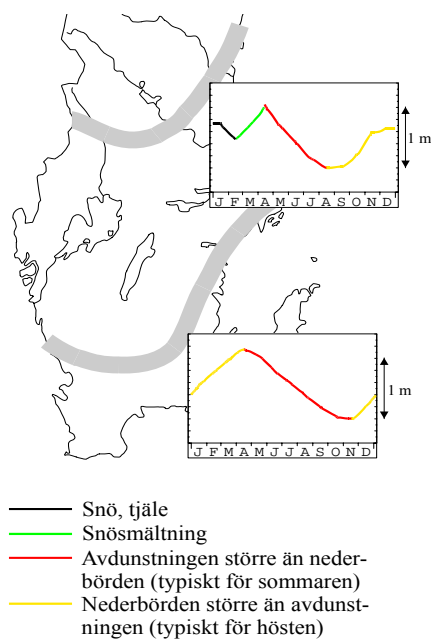 1 m
J F M A M J J A S O N D
1 m
J F M A M J J A S O N D
Snö, tjäle
Snösmältning
Avdunstningen större än neder-
börden (typiskt för sommaren)
Nederbörden större än avdunst-
ningen (typiskt för hösten)